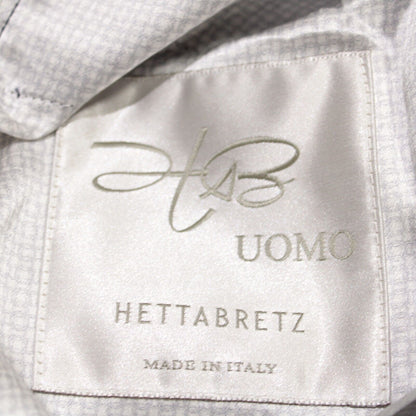 HB
UOMO
HETTABRETZ
MADE IN ITALY